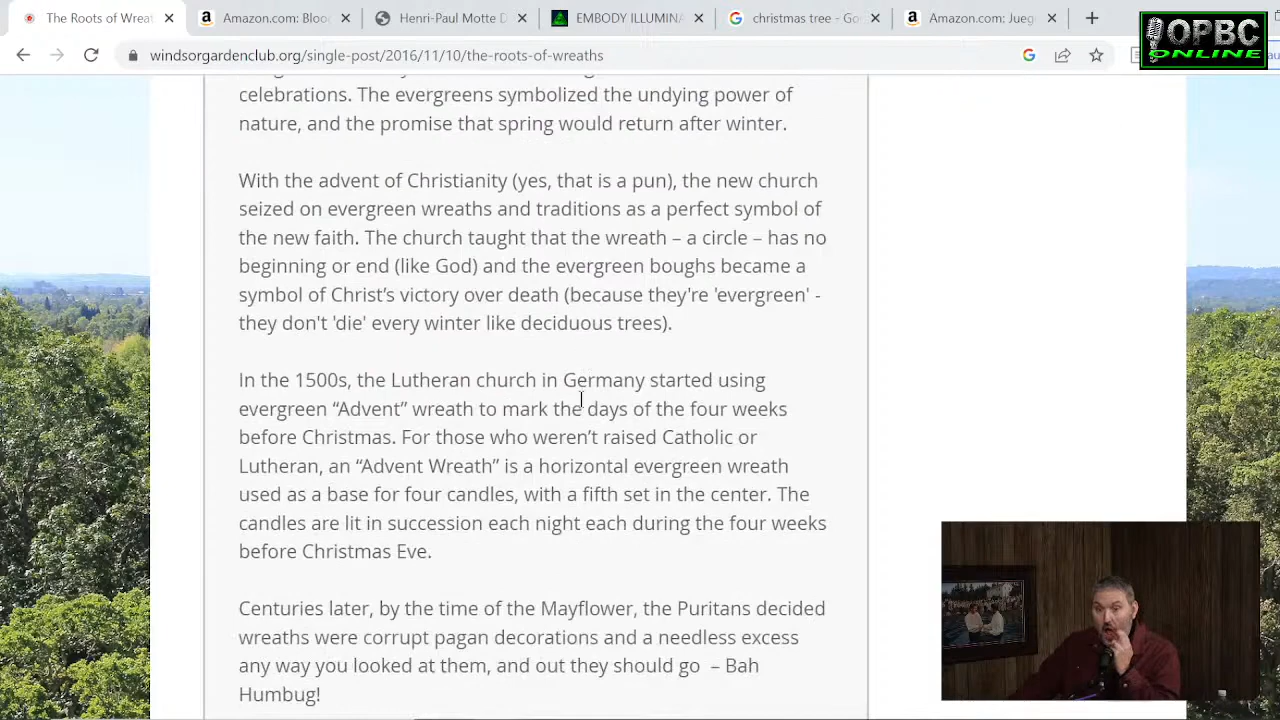 The Roots of Wreat
Amazon.com: Bloo
Henri-Paul Motte D
EMBODY ILLUMINA
christmas tree - Go
Amazon.com: Jueg
OPBC
ONLINE
windsorgardenclub.org/single-post/2016/11/10/the-roots-of-wreaths
celebrations. The evergreens symbolized the undying power of
nature, and the promise that spring would return after winter.
With the advent of Christianity (yes, that is a pun), the new church
seized on evergreen wreaths and traditions as a perfect symbol of
the new faith. The church taught that the wreath – a circle – has no
beginning or end (like God) and the evergreen boughs became a
symbol of Christ’s victory over death (because they're 'evergreen' -
they don't 'die' every winter like deciduous trees).
In the 1500s, the Lutheran church in Germany started using
evergreen “Advent” wreath to mark the days of the four weeks
before Christmas. For those who weren’t raised Catholic or
Lutheran, an “Advent Wreath” is a horizontal evergreen wreath
used as a base for four candles, with a fifth set in the center. The
candles are lit in succession each night each during the four weeks
before Christmas Eve.
Centuries later, by the time of the Mayflower, the Puritans decided
wreaths were corrupt pagan decorations and a needless excess
any way you looked at them, and out they should go  – Bah
Humbug!